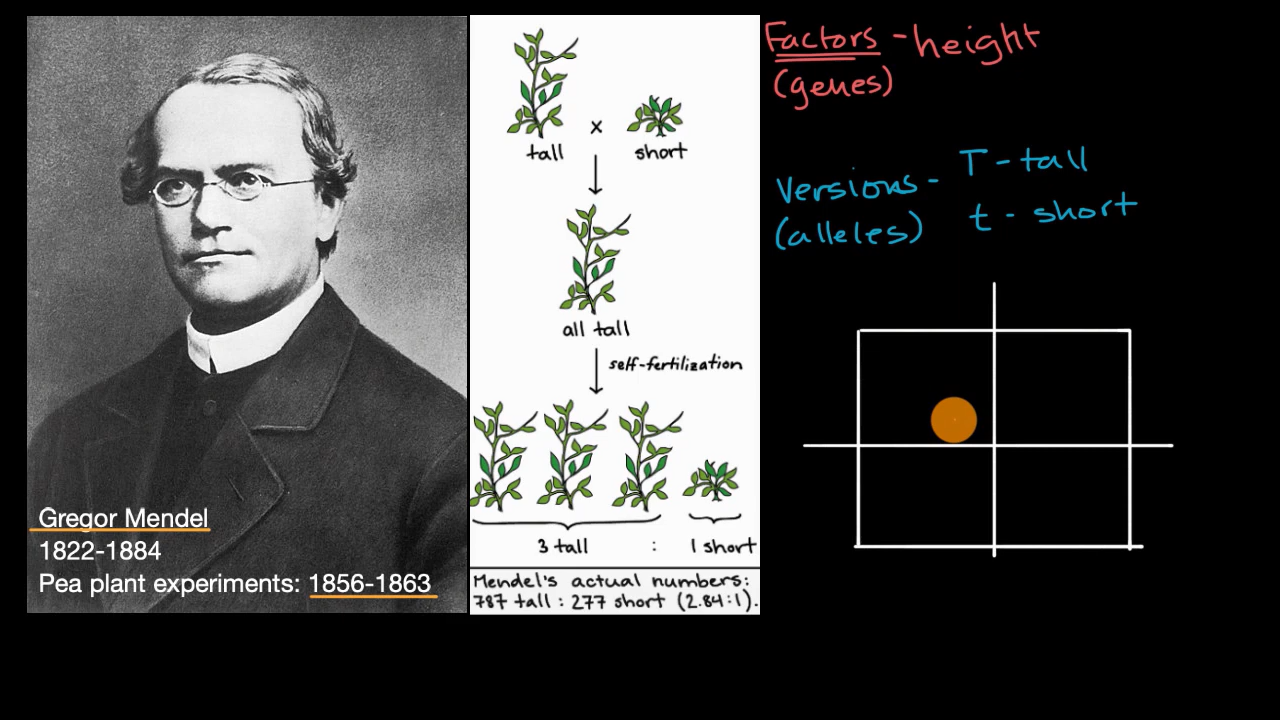 Gregor Mendel
1822-1884
Pea plant experiments: 1856-1863
tall x short
all tall
self-fertilization
3 tall : 1 short
Mendel's actual numbers:
787 tall : 277 short (2.84:1).
Factors - height
(genes)
Versions - T - tall
(alleles) t - short